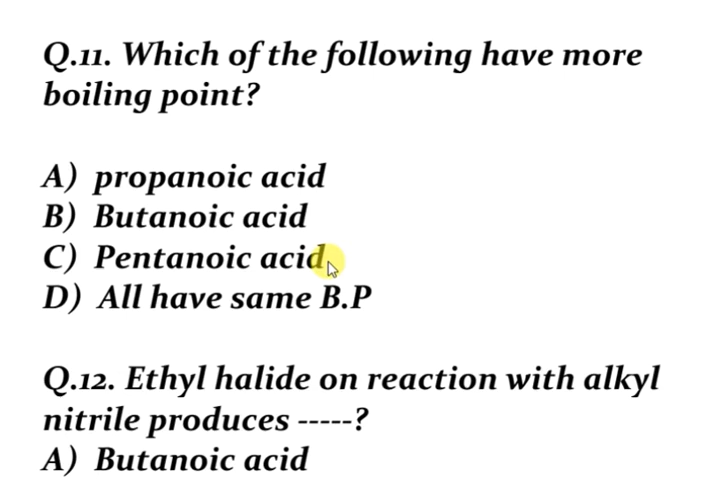 Q.11. Which of the following have more
boiling point?
A) propanoic acid
B) Butanoic acid
C) Pentanoic acid
D) All have same B.P
Q.12. Ethyl halide on reaction with alkyl
nitrile produces -----?
A) Butanoic acid